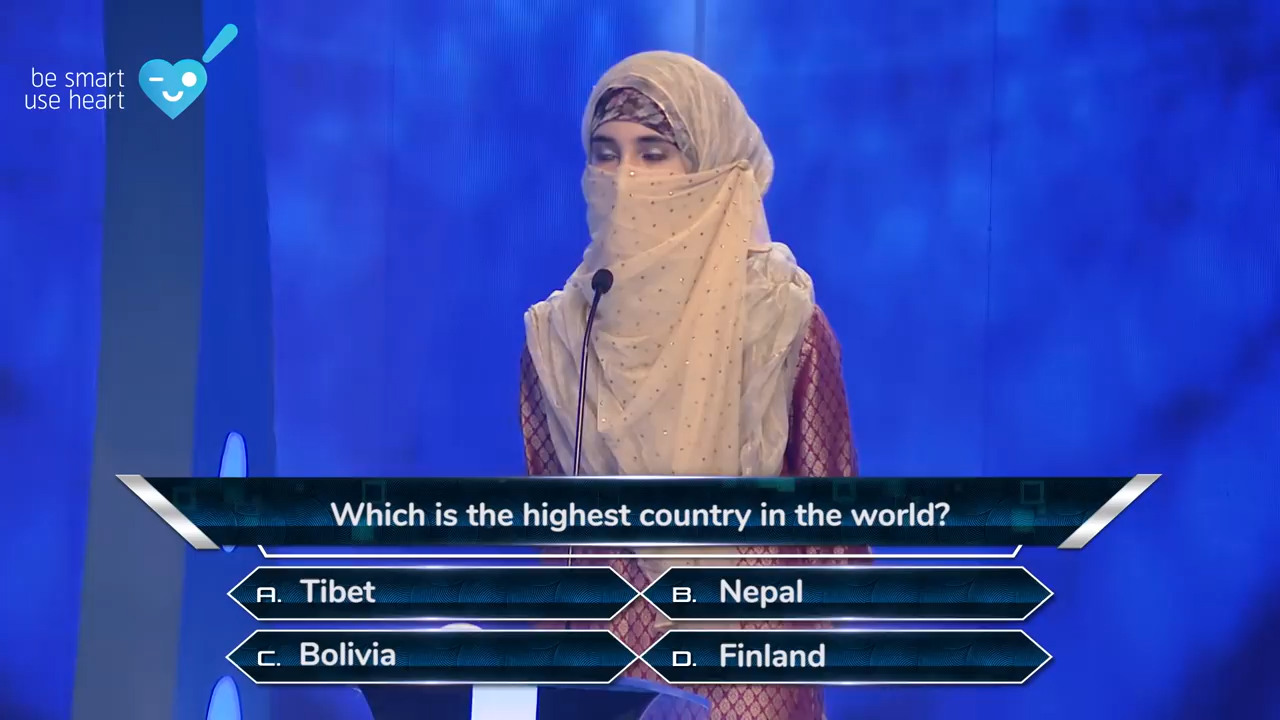 be smart
use heart
Which is the highest country in the world?
A. Tibet
B. Nepal
C. Bolivia
D. Finland